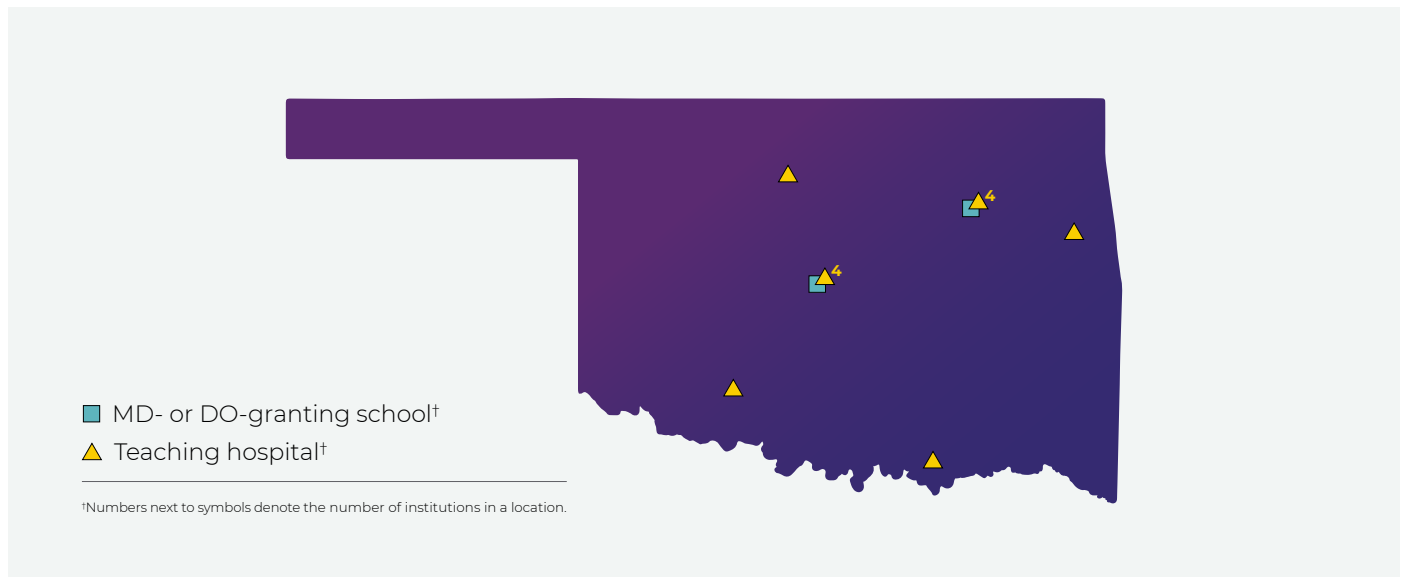 4
4
MD- or DO-granting school†
Teaching hospital†
†Numbers next to symbols denote the number of institutions in a location.